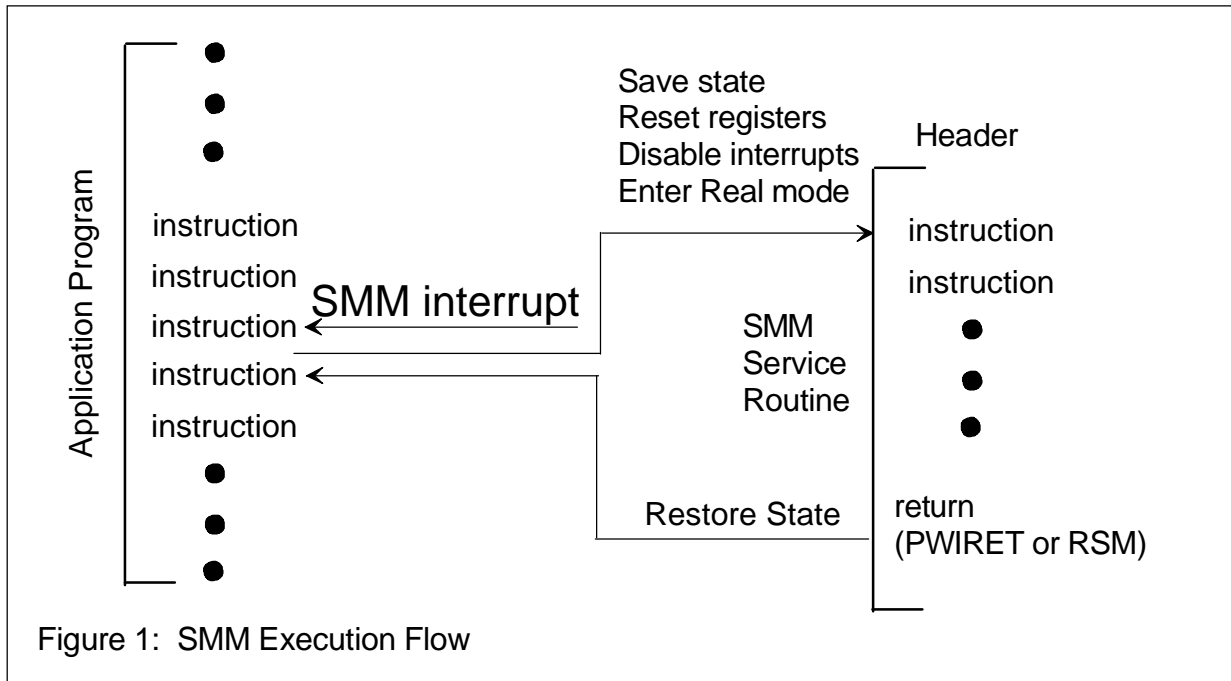 Application Program
instruction
instruction
instruction
instruction
instruction
SMM interrupt
Save state
Reset registers
Disable interrupts
Enter Real mode
Header
instruction
instruction
SMM
Service
Routine
Restore State
return
(PWIRET or RSM)
Figure 1: SMM Execution Flow